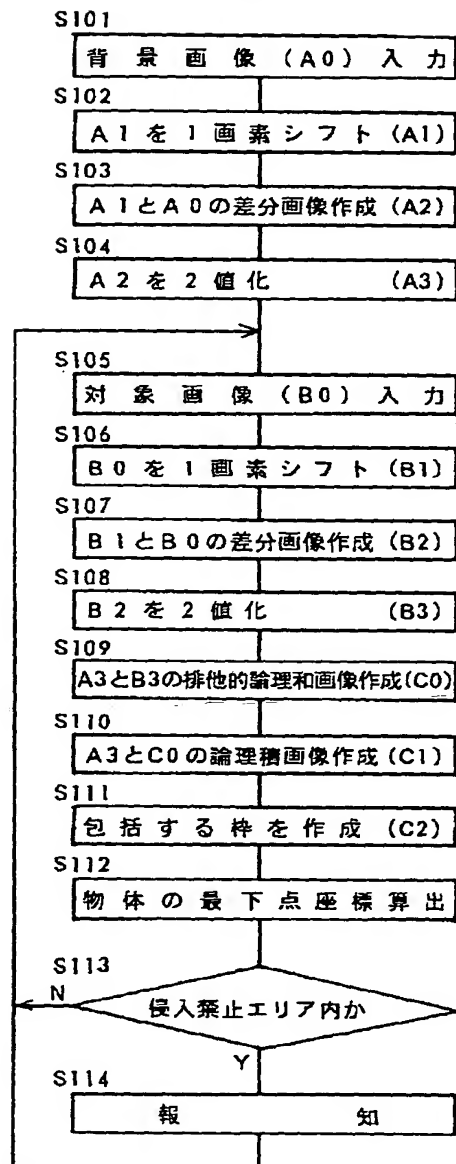 S101
背景画像(A0)入力
S102
A1を1画素シフト(A1)
S103
A1とA0の差分画像作成(A2)
S104
A2を2値化 (A3)
S105
対象画像(B0)入力
S106
B0を1画素シフト(B1)
S107
B1とB0の差分画像作成(B2)
S108
B2を2値化 (B3)
S109
A3とB3の排他的論理和画像作成(C0)
S110
A3とC0の論理積画像作成(C1)
S111
包括する枠を作成(C2)
S112
物体の最下点座標算出
S113
N
侵入禁止エリア内か
Y
S114
報知